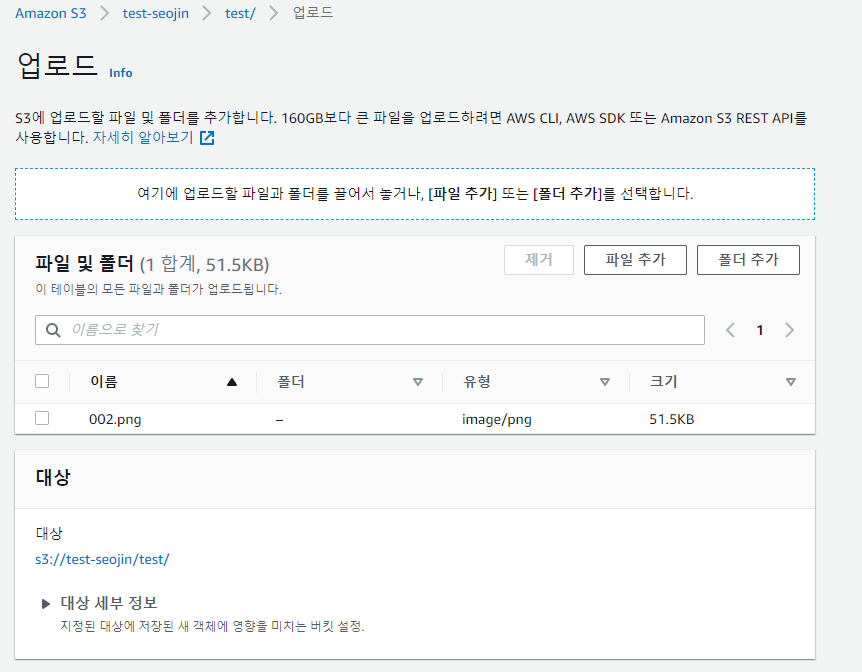 Amazon S3 > test-seojin > test/ > 업로드
업로드 Info
S3에 업로드할 파일 및 폴더를 추가합니다. 160GB보다 큰 파일을 업로드하려면 AWS CLI, AWS SDK 또는 Amazon S3 REST API를
사용합니다. 자세히 알아보기
여기에 업로드할 파일과 폴더를 끌어서 놓거나, [파일 추가] 또는 [폴더 추가]를 선택합니다.
파일 및 폴더 (1 합계, 51.5KB) 제거 파일 추가 폴더 추가
이 테이블의 모든 파일과 폴더가 업로드됩니다.
이름으로 찾기 < 1 >
이름 ▲ 폴더 ▽ 유형 ▽ 크기 ▽
002.png – image/png 51.5KB
대상
대상
s3://test-seojin/test/
▶ 대상 세부 정보
지정된 대상에 저장된 새 객체에 영향을 미치는 버킷 설정.